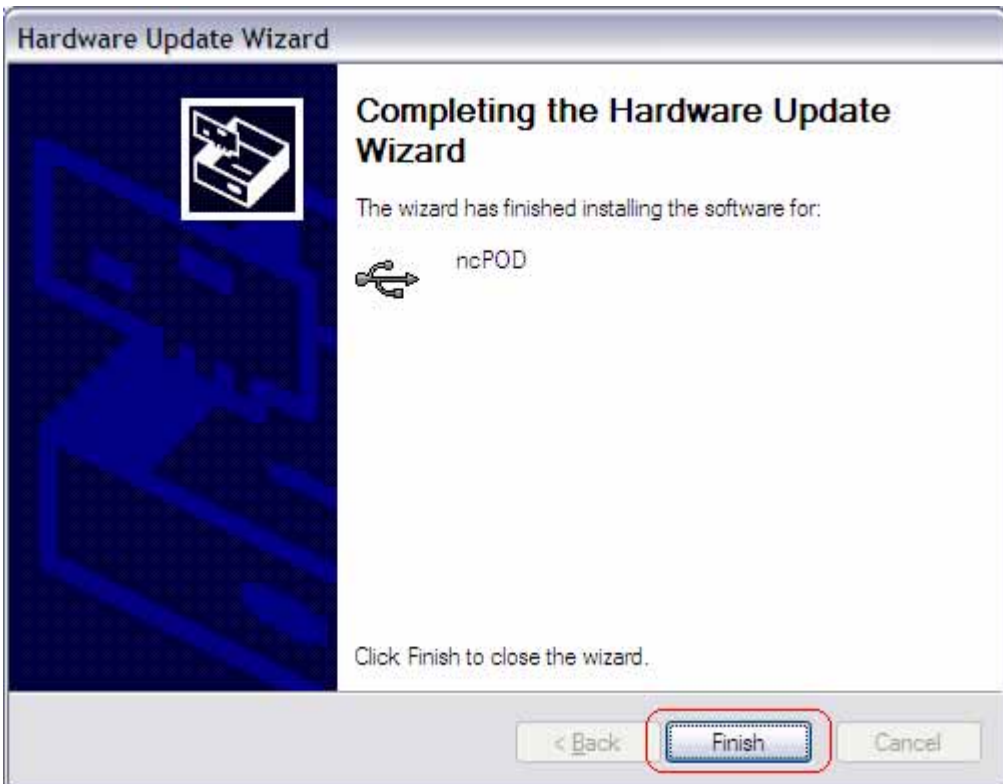 Hardware Update Wizard
Completing the Hardware Update
Wizard
The wizard has finished installing the software for:
ncPOD
Click Finish to close the wizard.
< Back
Finish
Cancel